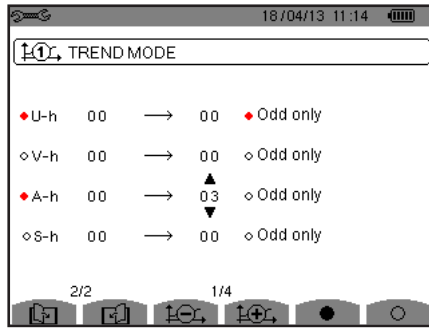 18/04/13 11:14
1 TREND MODE
U-h 00 → 00 Odd only
V-h 00 → 00 Odd only
A-h 00 → 03 Odd only
S-h 00 → 00 Odd only
2/2 1/4